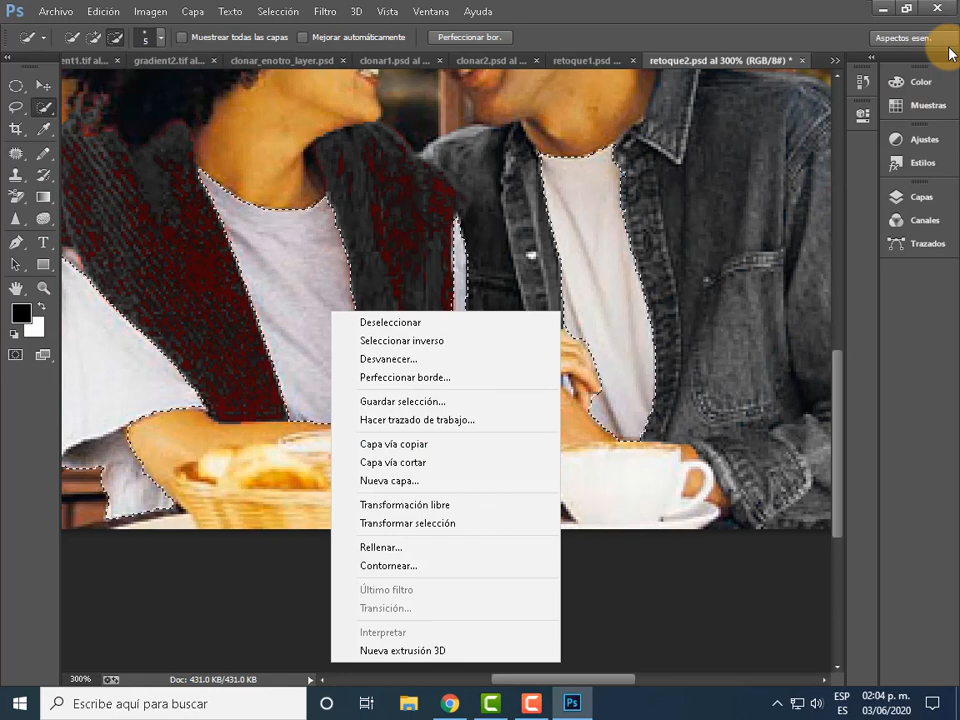 Ps
Archivo Edición Imagen Capa Texto Selección Filtro 3D Vista Ventana Ayuda
5
Muestrear todas las capas
Mejorar automáticamente
Perfeccionar bor.
Aspectos esen.
ent1.tif al... ×
gradient2.tif al... ×
clonar_enotro_layer.psd ×
clonar1.psd al ... ×
clonar2.psd al... ×
retoque1.psd ... ×
retoque2.psd al 300% (RGB/8#) * ×
Color
Muestras
Ajustes
Estilos
Capas
Canales
Trazados
Deseleccionar
Seleccionar inverso
Desvanecer...
Perfeccionar borde...
Guardar selección...
Hacer trazado de trabajo...
Capa vía copiar
Capa vía cortar
Nueva capa...
Transformación libre
Transformar selección
Rellenar...
Contornear...
Último filtro
Transición...
Interpretar
Nueva extrusión 3D
300%
Doc: 431.0 KB/431.0 KB
Escribe aquí para buscar
Ps
ESP
ES
02:04 p. m.
03/06/2020